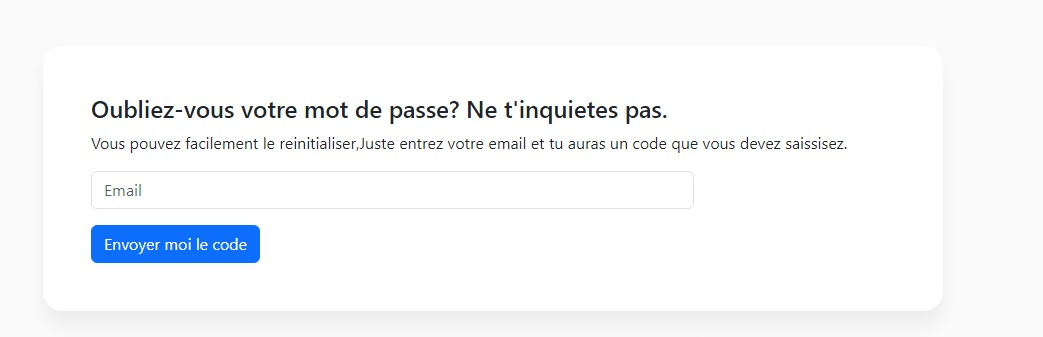 Oubliez-vous votre mot de passe? Ne t'inquietes pas.
Vous pouvez facilement le reinitialiser,Juste entrez votre email et tu auras un code que vous devez saissisez.
Email
Envoyer moi le code